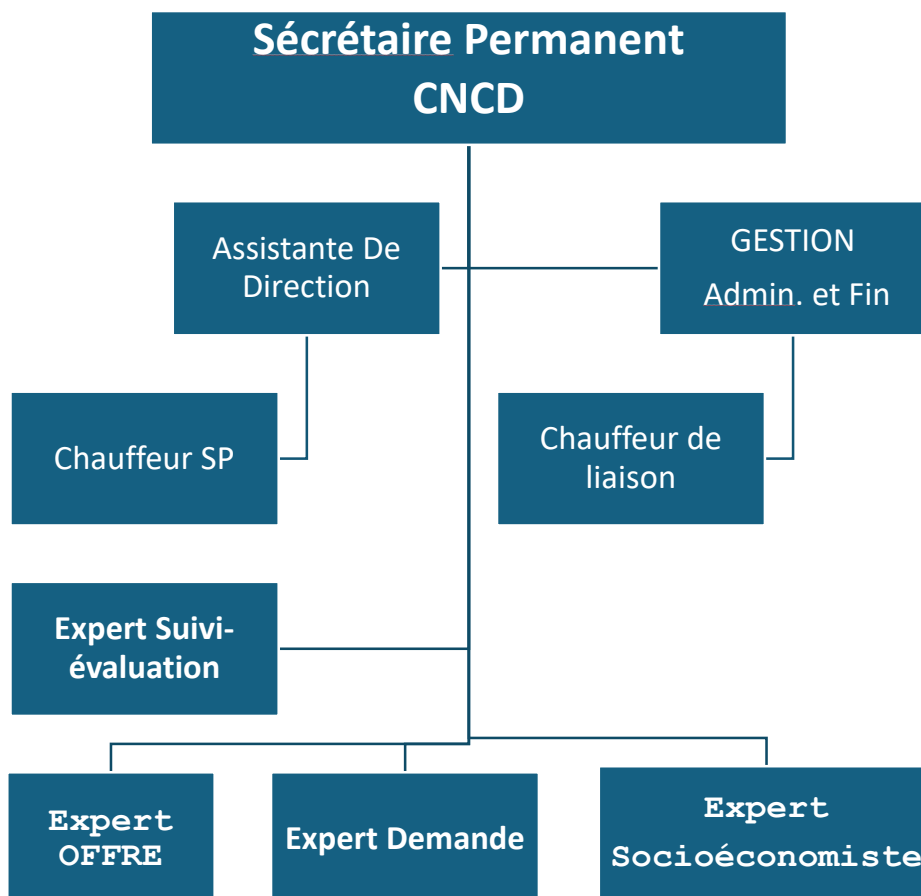 Sécrétaire Permanent
CNCD
Assistante De
Direction
GESTION
Admin. et Fin
Chauffeur SP
Chauffeur de
liaison
Expert Suivi-
évaluation
Expert
OFFRE
Expert Demande
Expert
Socioéconomiste